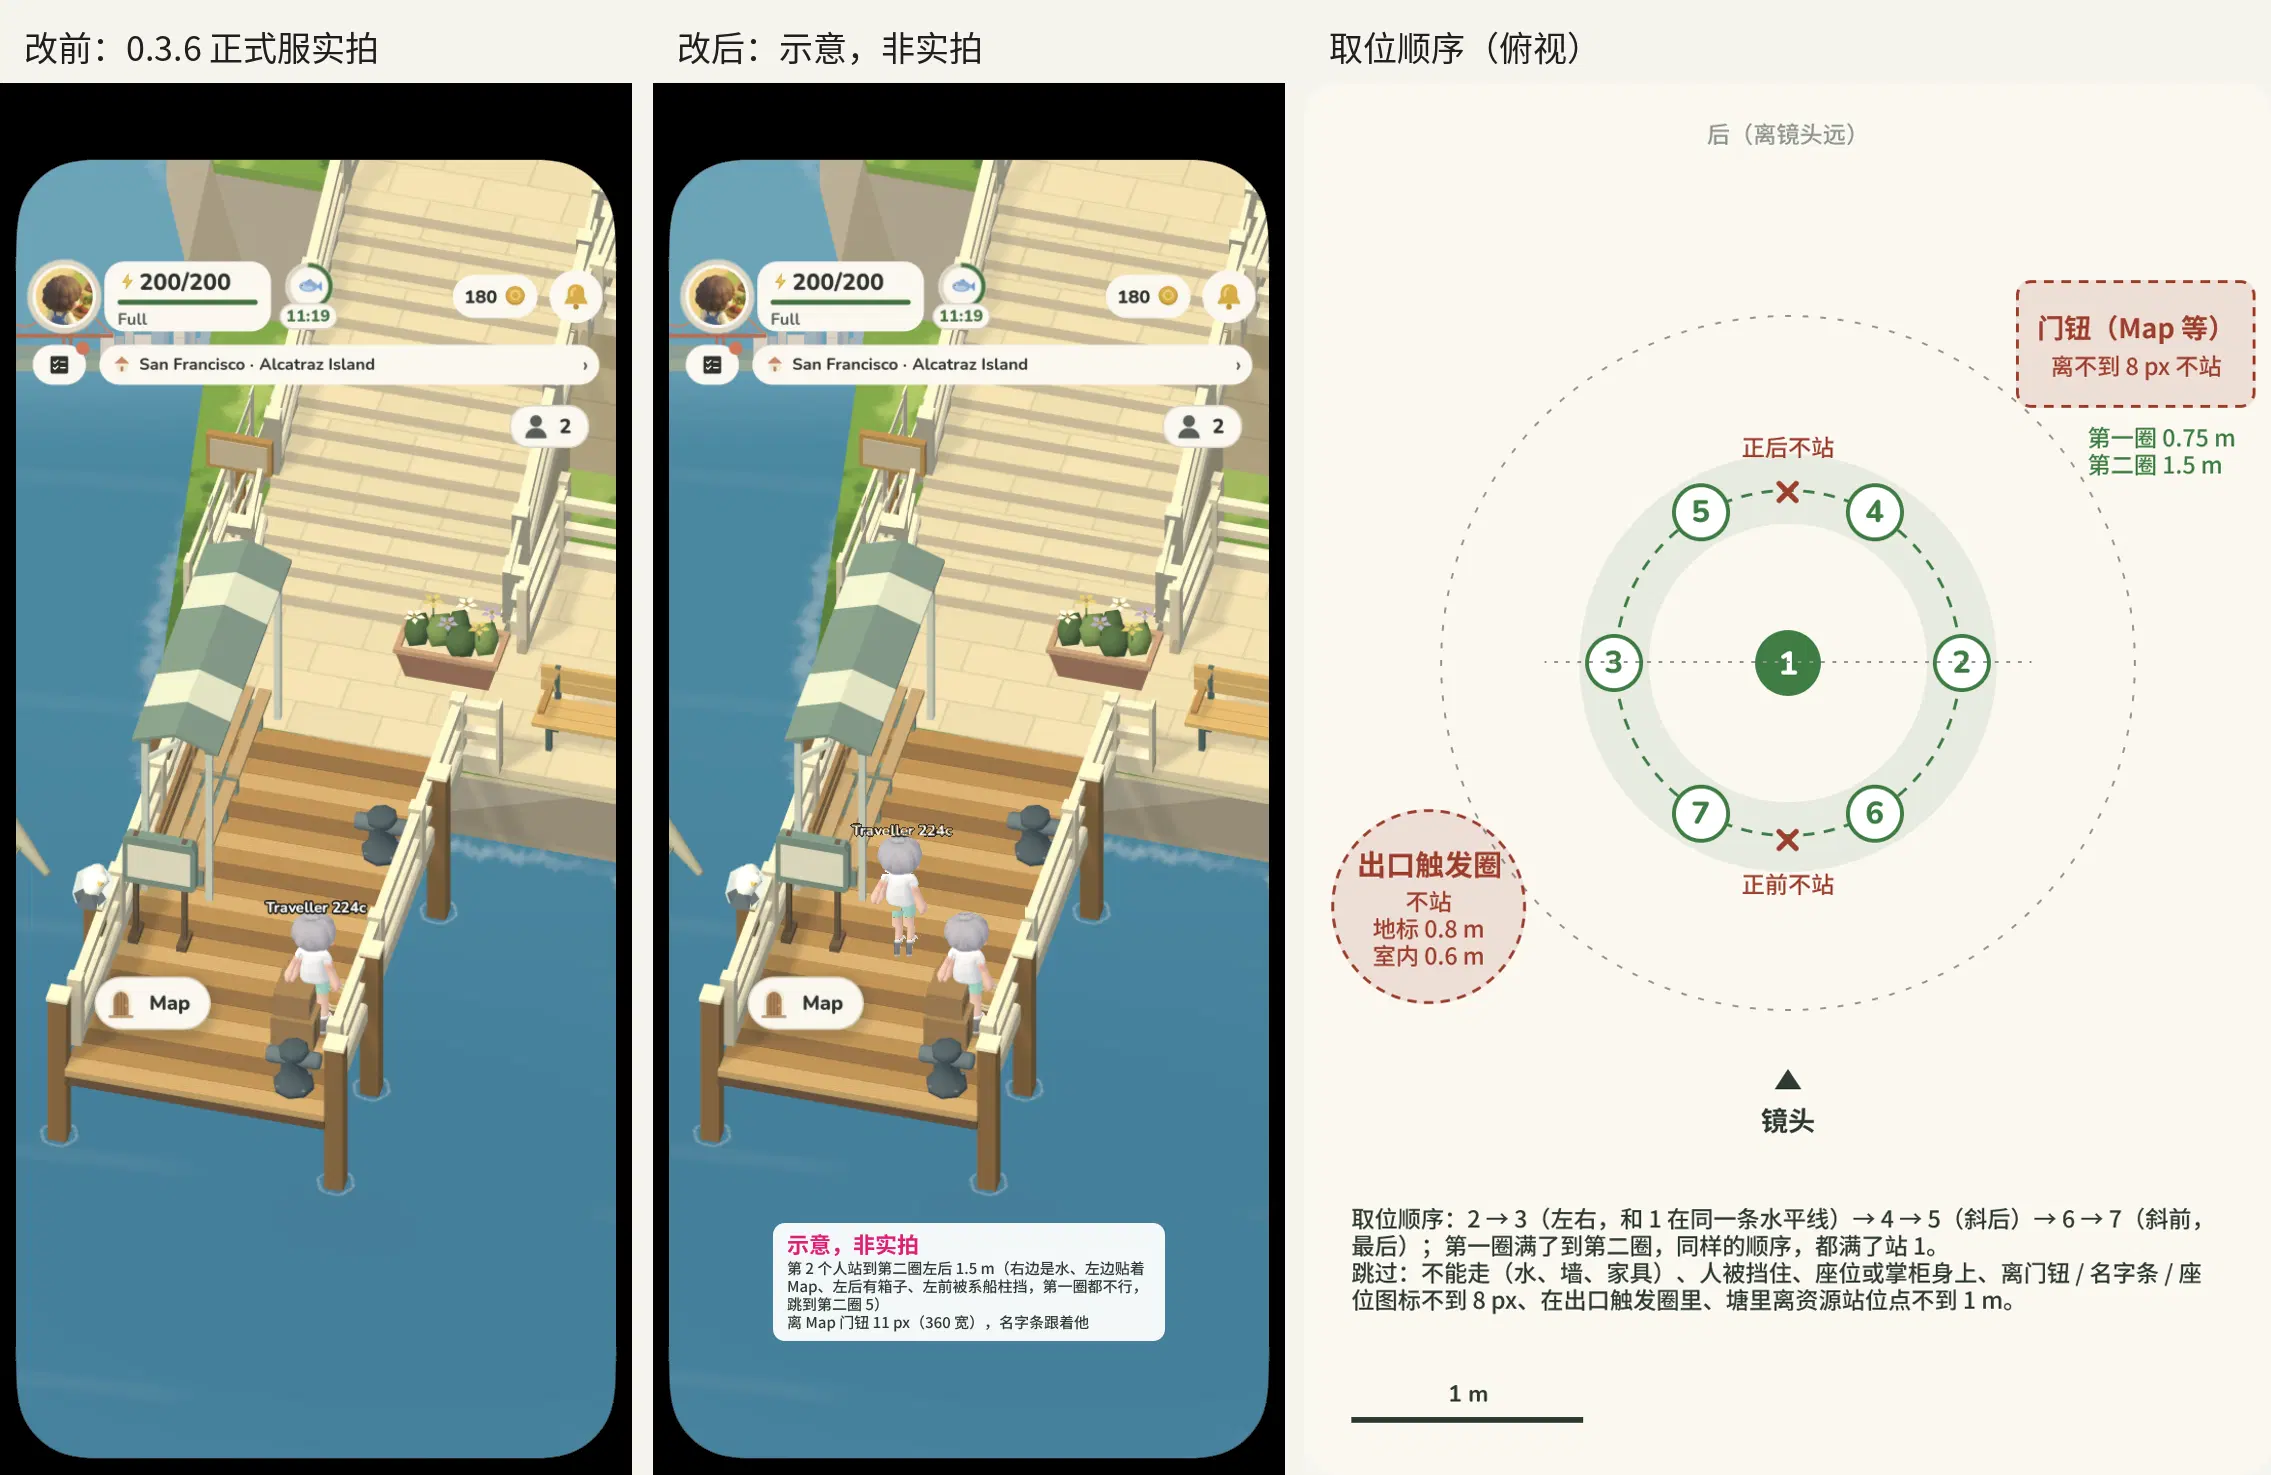 改前：0.3.6 正式服实拍
200/200
Full
11:19
180
San Francisco · Alcatraz Island
2
Traveller 224c
Map
改后：示意，非实拍
200/200
Full
11:19
180
San Francisco · Alcatraz Island
2
Traveller 224c
Map
示意，非实拍
第 2 个人站到第二圈左后 1.5 m（右边是水、左边贴着
Map、左后有箱子、左前被系船柱挡，第一圈都不行，
跳到第二圈 5）
离 Map 门钮 11 px（360 宽），名字条跟着他
取位顺序（俯视）
后（离镜头远）
门钮（Map 等）
离不到 8 px 不站
第一圈 0.75 m
第二圈 1.5 m
正后不站
5
4
3
1
2
7
6
正前不站
出口触发圈
不站
地标 0.8 m
室内 0.6 m
镜头
取位顺序：2 → 3（左右，和 1 在同一条水平线）→ 4 → 5（斜后）→ 6 → 7（斜前，
最后）；第一圈满了到第二圈，同样的顺序，都满了站 1。
跳过：不能走（水、墙、家具）、人被挡住、座位或掌柜身上、离门钮 / 名字条 / 座
位图标不到 8 px、在出口触发圈里、塘里离资源站位点不到 1 m。
1 m